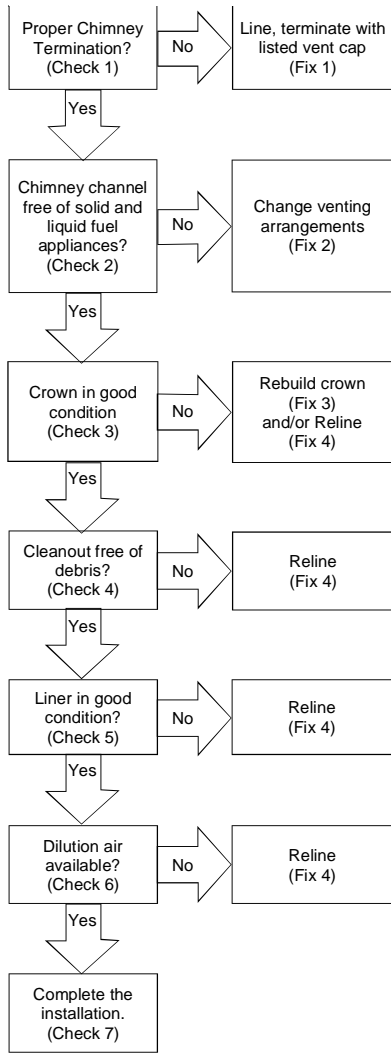 Proper Chimney
Termination?
(Check 1)
No
Line, terminate with
listed vent cap
(Fix 1)
Yes
Chimney channel
free of solid and
liquid fuel
appliances?
(Check 2)
No
Change venting
arrangements
(Fix 2)
Yes
Crown in good
condition
(Check 3)
No
Rebuild crown
(Fix 3)
and/or Reline
(Fix 4)
Yes
Cleanout free of
debris?
(Check 4)
No
Reline
(Fix 4)
Yes
Liner in good
condition?
(Check 5)
No
Reline
(Fix 4)
Yes
Dilution air
available?
(Check 6)
No
Reline
(Fix 4)
Yes
Complete the
installation.
(Check 7)